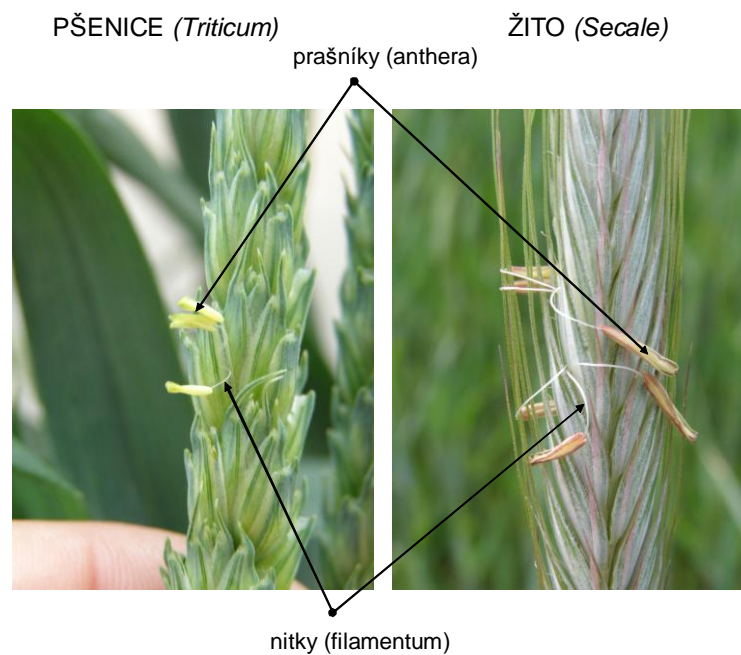 PŠENICE (Triticum)
ŽITO (Secale)
prašníky (anthera)
nitky (filamentum)